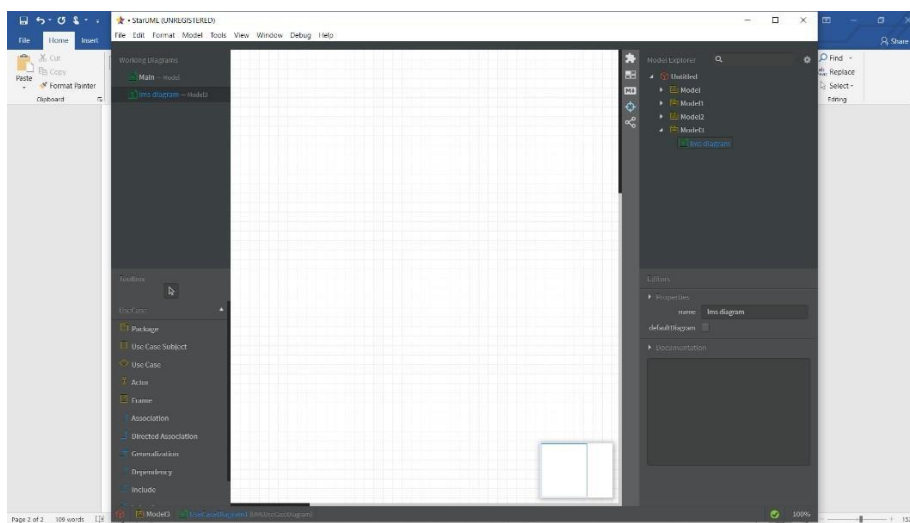 StarUML (UNREGISTERED)
File Home Insert
File Edit Format Model Tools View Window Debug Help
Share
Cut
Copy
Paste
Format Painter
Clipboard
Find
Replace
Select
Editing
Working Diagrams
Main — Model
lms diagram — Model3
Model Explorer
Untitled
Model
Model1
Model2
Model3
lms diagram
Toolbox
UseCase
Package
Use Case Subject
Use Case
Actor
Frame
Association
Directed Association
Generalization
Dependency
Include
Editors
Properties
name lms diagram
defaultDiagram
Documentation
Model3 UseCaseDiagram1 (UMLUseCaseDiagram)
100%
Page 2 of 2 109 words